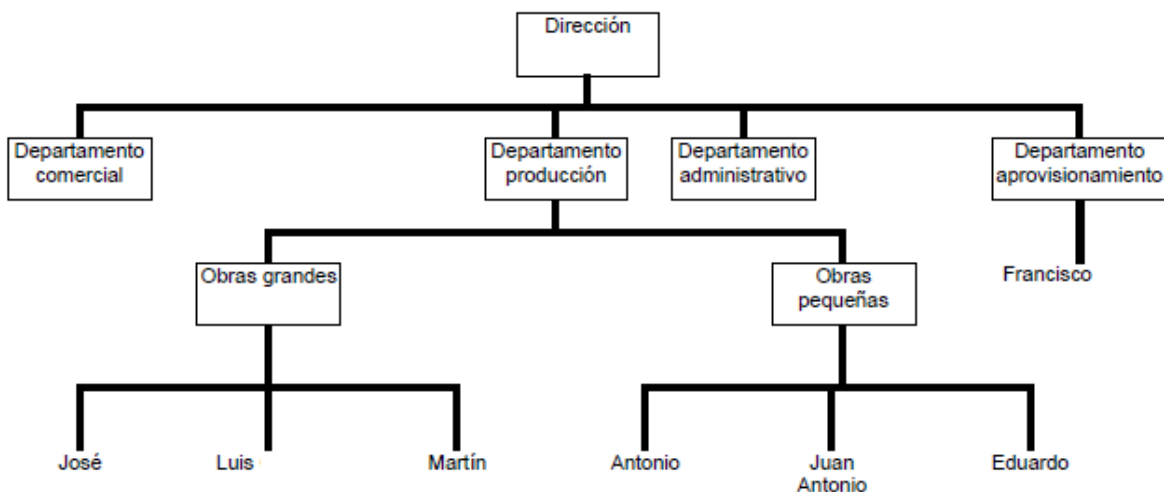 Dirección
Departamento
comercial
Departamento
producción
Departamento
administrativo
Departamento
aprovisionamiento
Obras grandes
Obras
pequeñas
Francisco
José
Luis
Martín
Antonio
Juan
Antonio
Eduardo